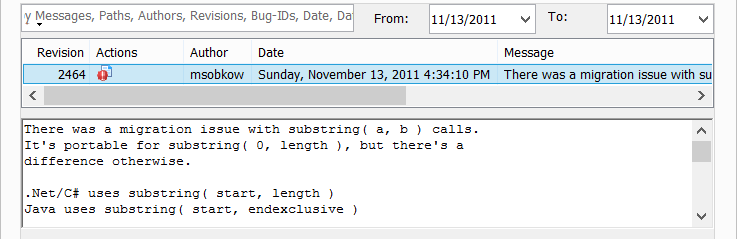 Messages, Paths, Authors, Revisions, Bug-IDs, Date, Dat From: 11/13/2011 To: 11/13/2011
Revision Actions Author Date Message
2464 msobkow Sunday, November 13, 2011 4:34:10 PM There was a migration issue with su
There was a migration issue with substring( a, b ) calls.
It's portable for substring( 0, length ), but there's a
difference otherwise.
.Net/C# uses substring( start, length )
Java uses substring( start, endexclusive )